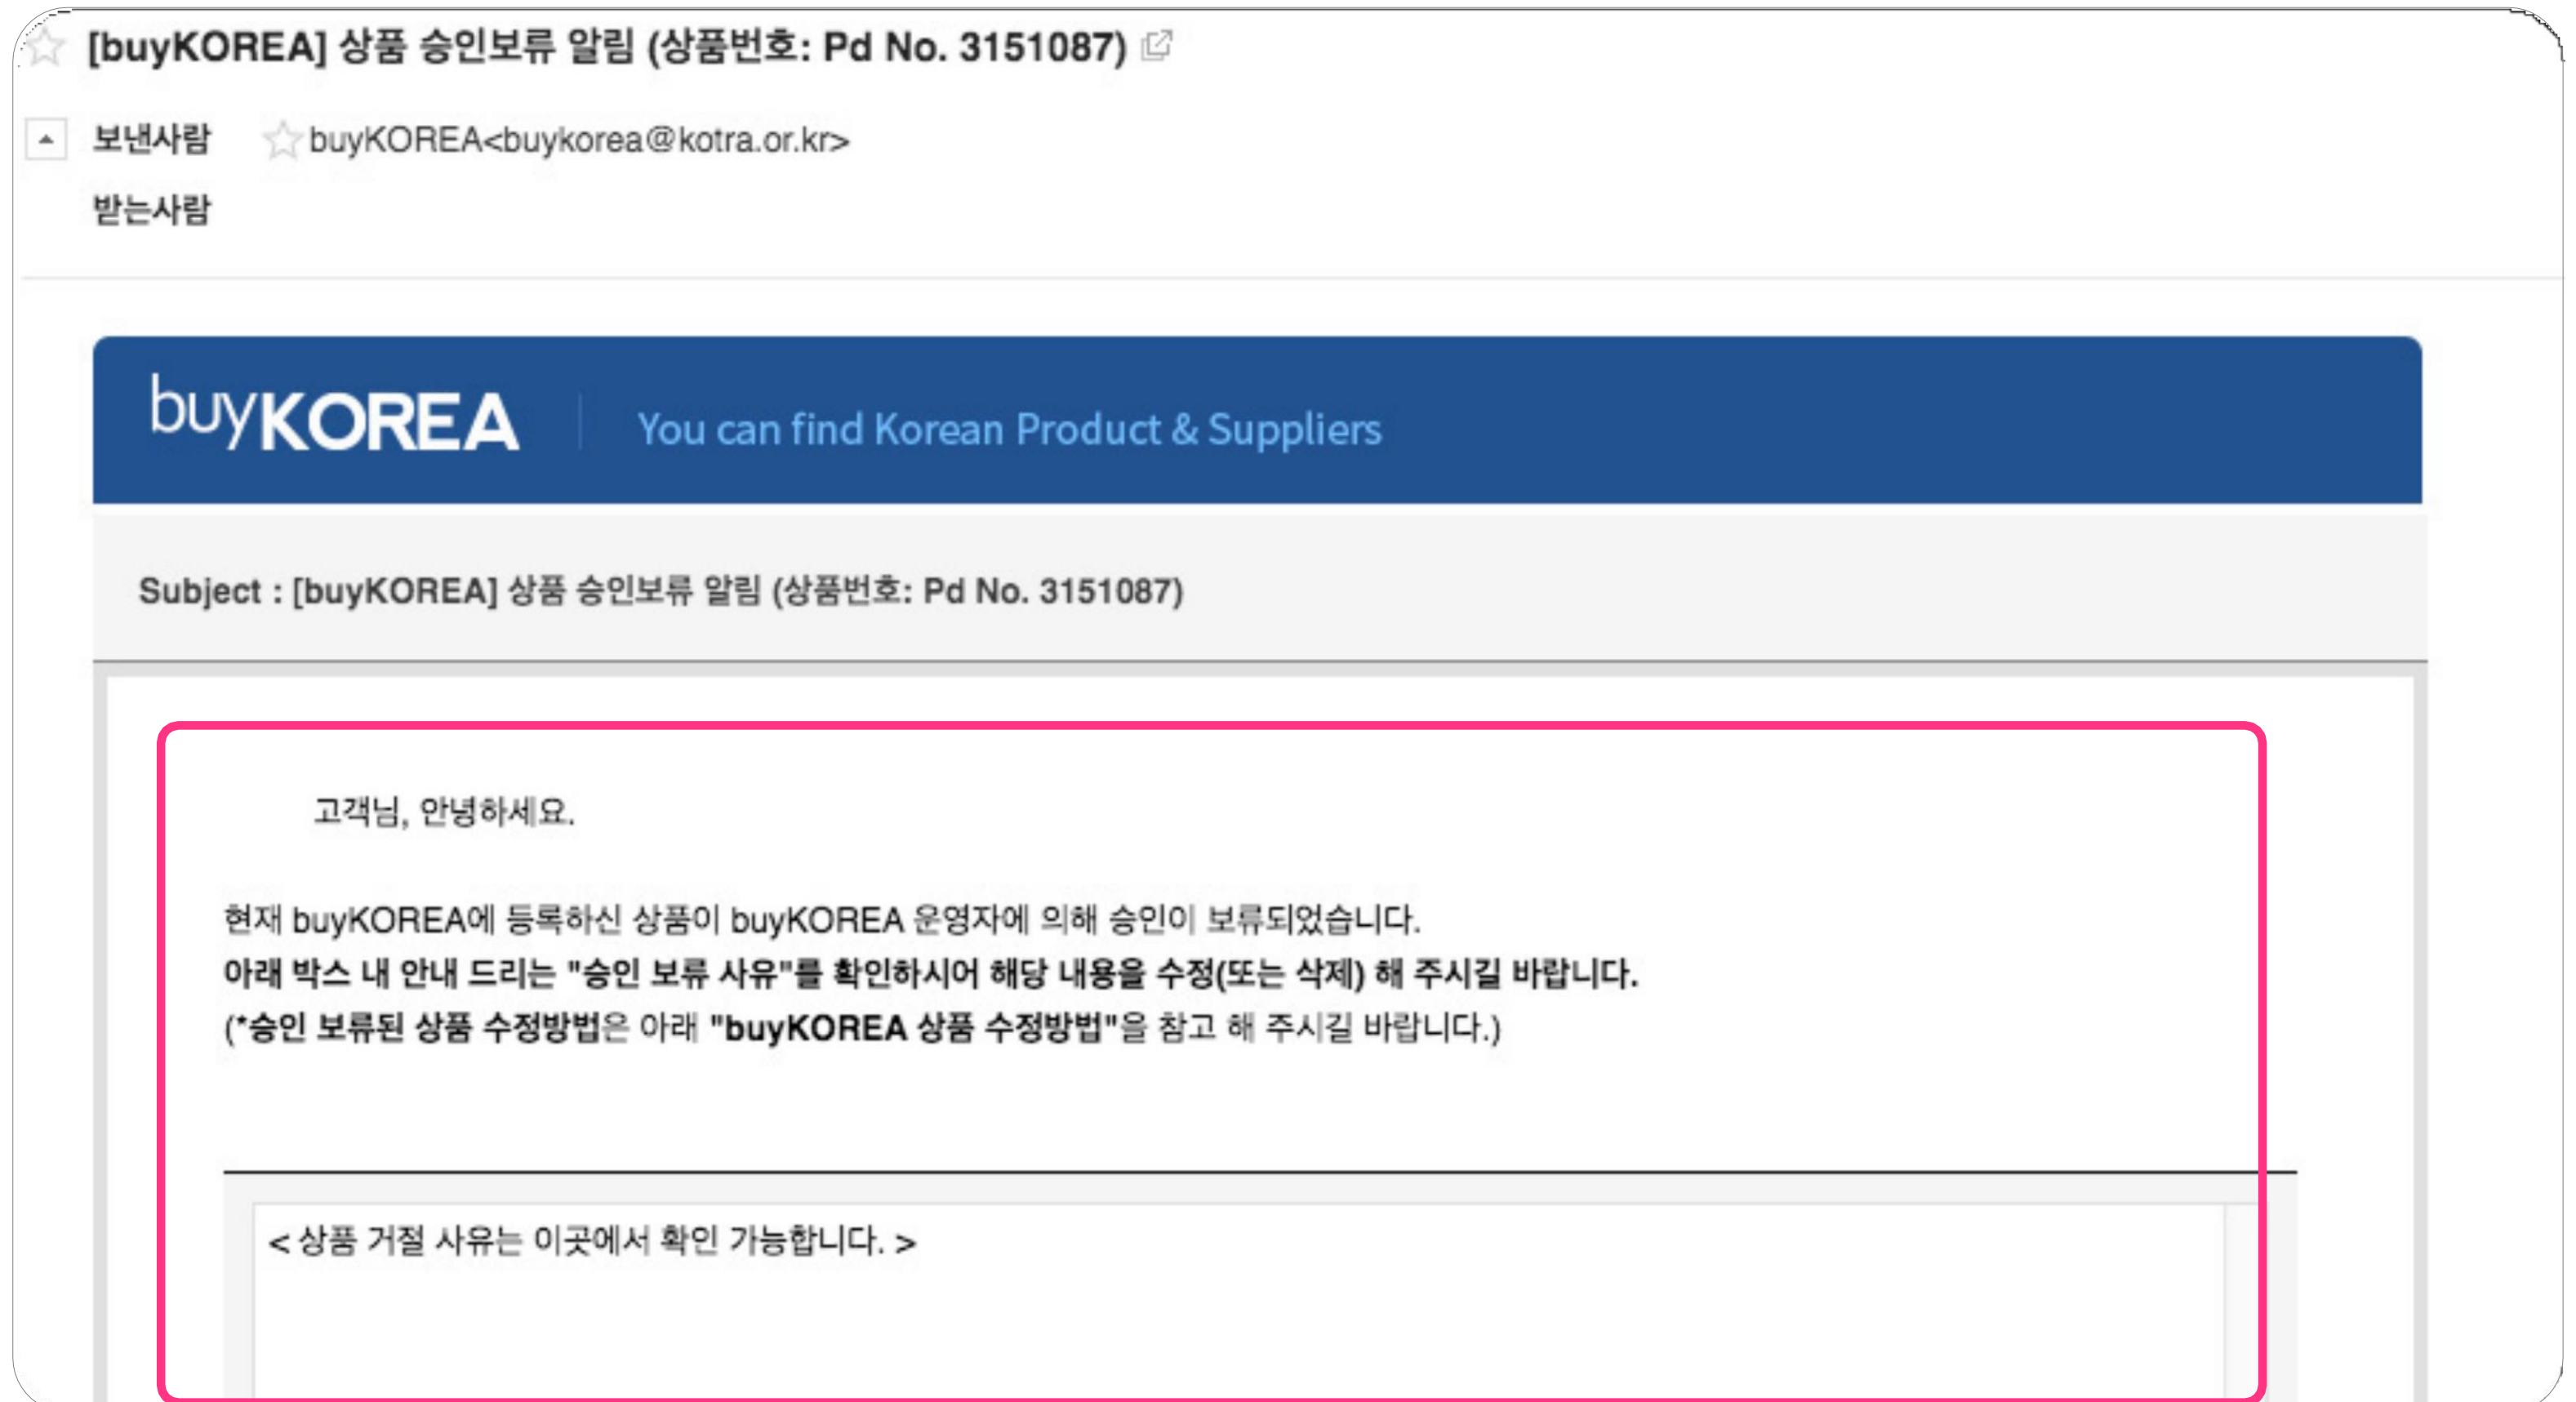 [buyKOREA] 상품 승인보류 알림 (상품번호: Pd No. 3151087)
보낸사람 buyKOREA<buykorea@kotra.or.kr>
받는사람
buyKOREA You can find Korean Product & Suppliers
Subject : [buyKOREA] 상품 승인보류 알림 (상품번호: Pd No. 3151087)
고객님, 안녕하세요.
현재 buyKOREA에 등록하신 상품이 buyKOREA 운영자에 의해 승인이 보류되었습니다.
아래 박스 내 안내 드리는 "승인 보류 사유"를 확인하시어 해당 내용을 수정(또는 삭제) 해 주시길 바랍니다.
(*승인 보류된 상품 수정방법은 아래 "buyKOREA 상품 수정방법"을 참고 해 주시길 바랍니다.)
< 상품 거절 사유는 이곳에서 확인 가능합니다. >